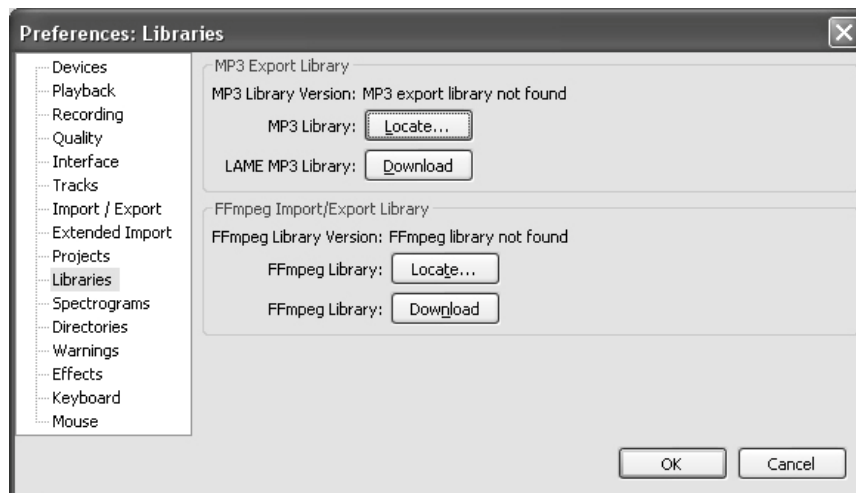 Preferences: Libraries
Devices
Playback
Recording
Quality
Interface
Tracks
Import / Export
Extended Import
Projects
Libraries
Spectrograms
Directories
Warnings
Effects
Keyboard
Mouse
MP3 Export Library
MP3 Library Version: MP3 export library not found
MP3 Library: Locate...
LAME MP3 Library: Download
FFmpeg Import/Export Library
FFmpeg Library Version: FFmpeg library not found
FFmpeg Library: Locate...
FFmpeg Library: Download
OK Cancel